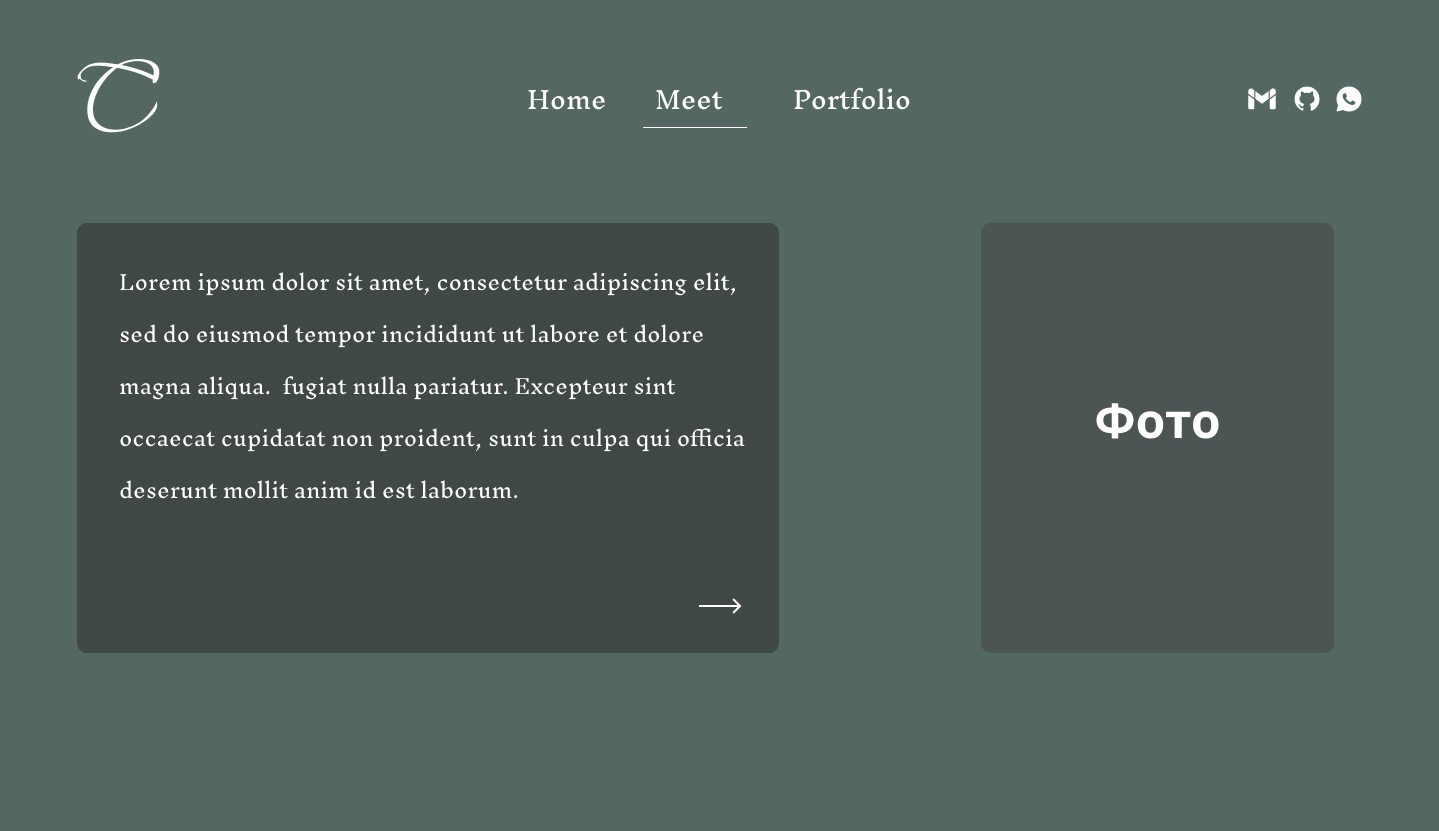 C
Home Meet Portfolio
Lorem ipsum dolor sit amet, consectetur adipiscing elit,
sed do eiusmod tempor incididunt ut labore et dolore
magna aliqua.  fugiat nulla pariatur. Excepteur sint
occaecat cupidatat non proident, sunt in culpa qui officia
deserunt mollit anim id est laborum.
Фото